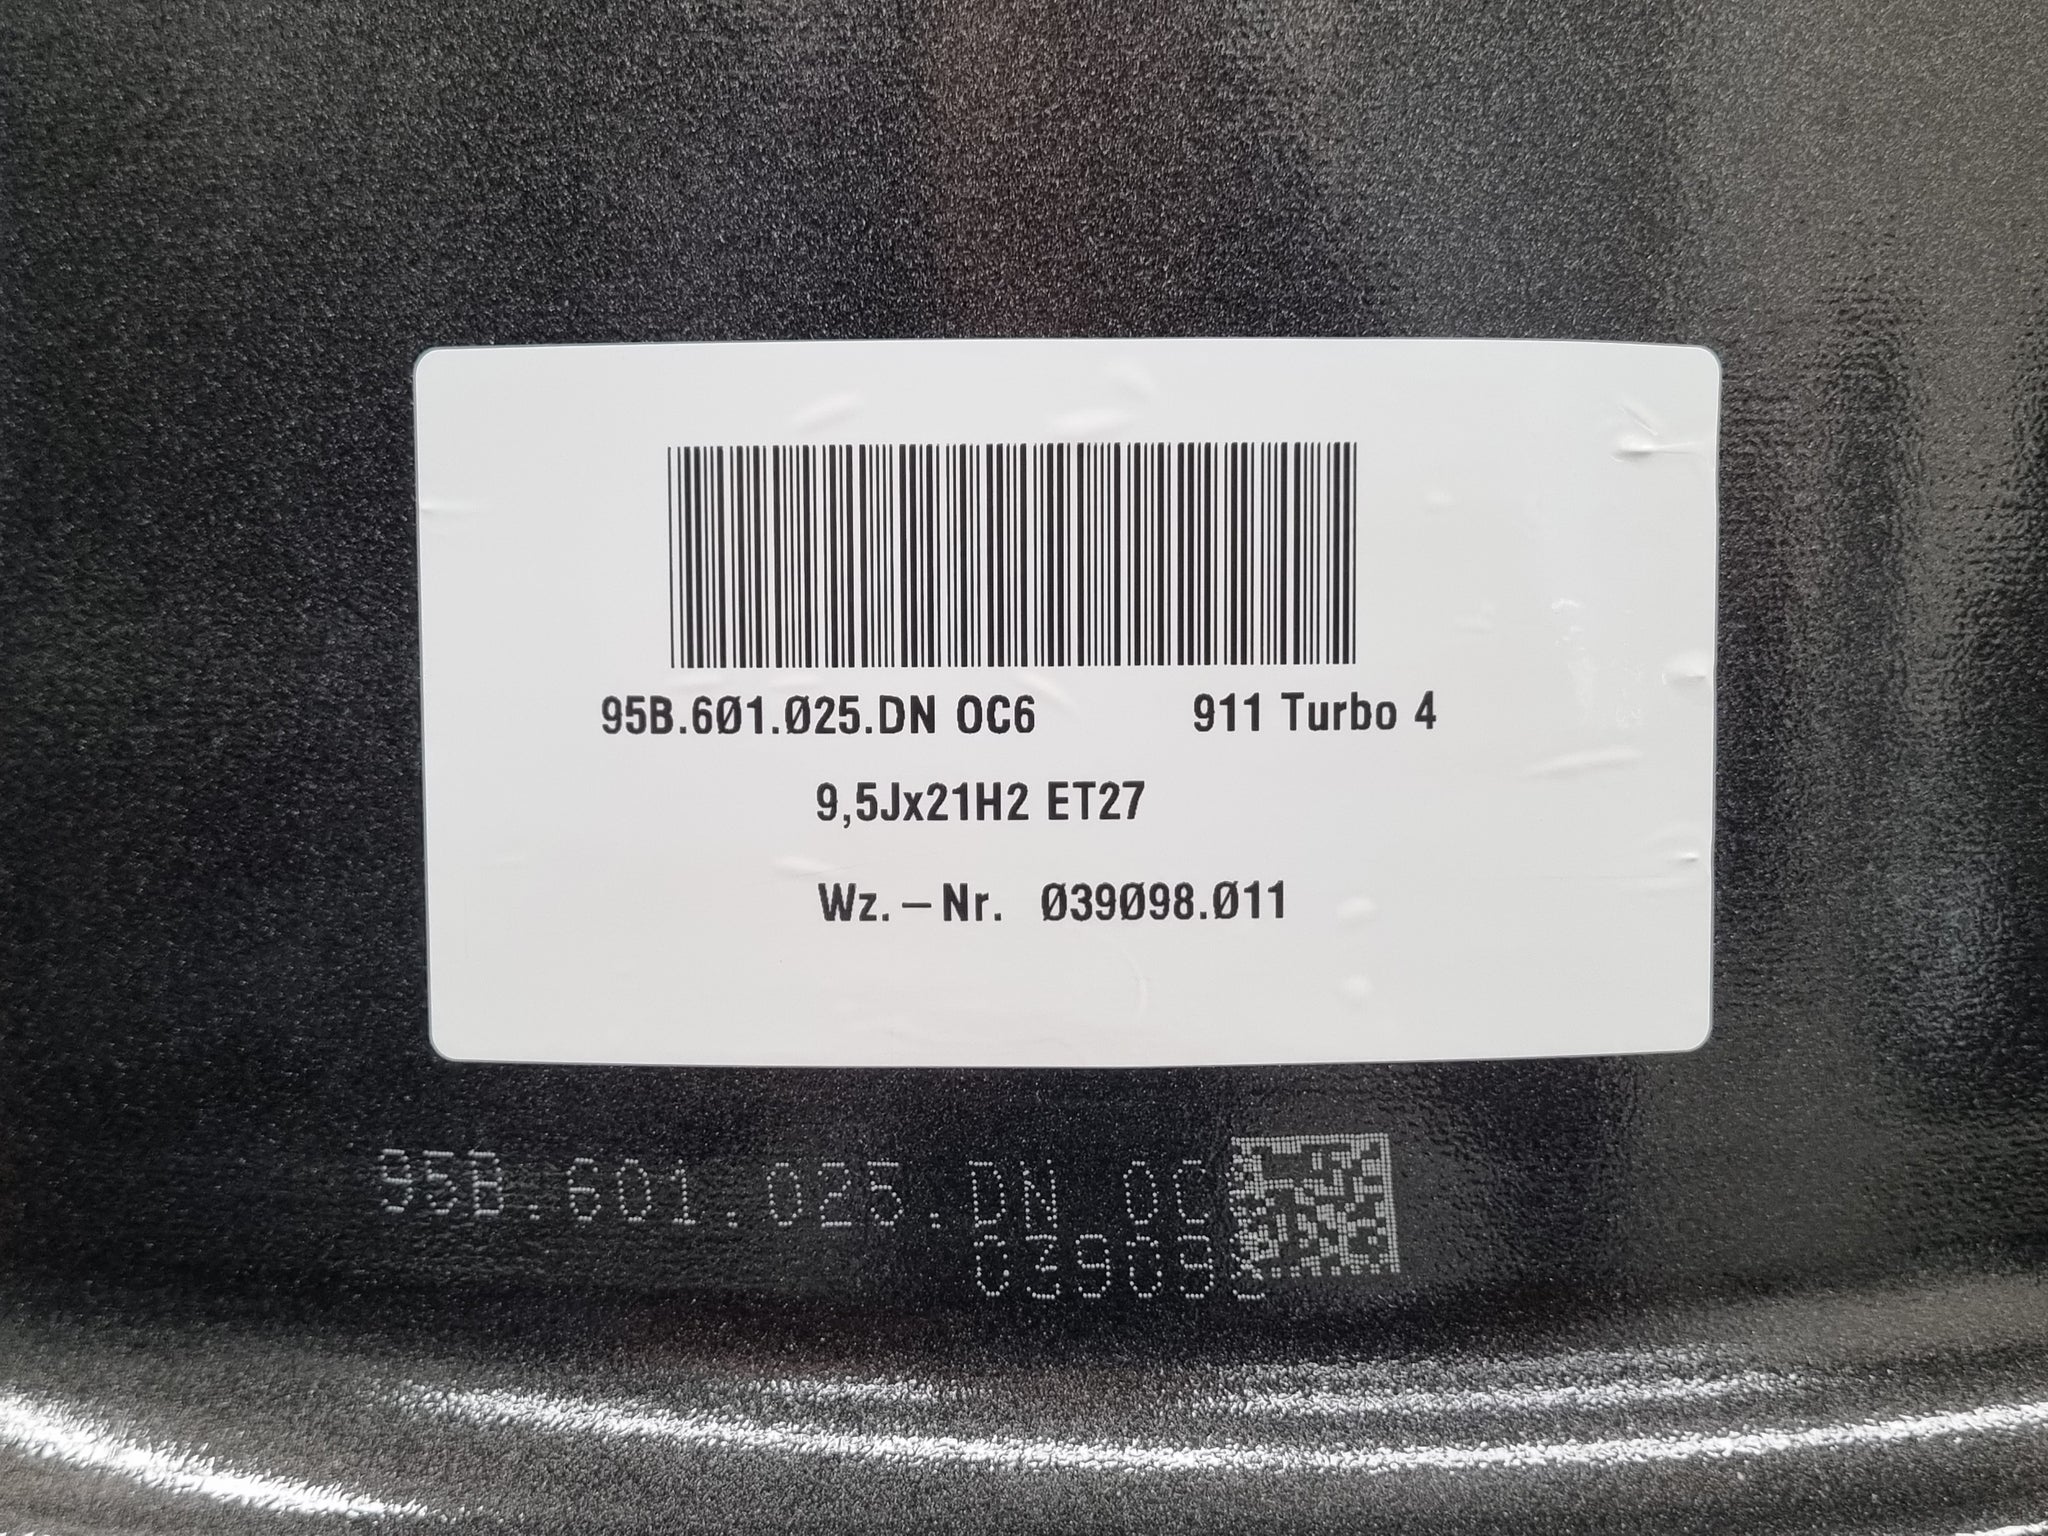 95B.6Ø1.Ø25.DN OC6 911 Turbo 4
9,5Jx21H2 ET27
Wz.–Nr. Ø39Ø98.Ø11
95B.601.025.DN OC
039098